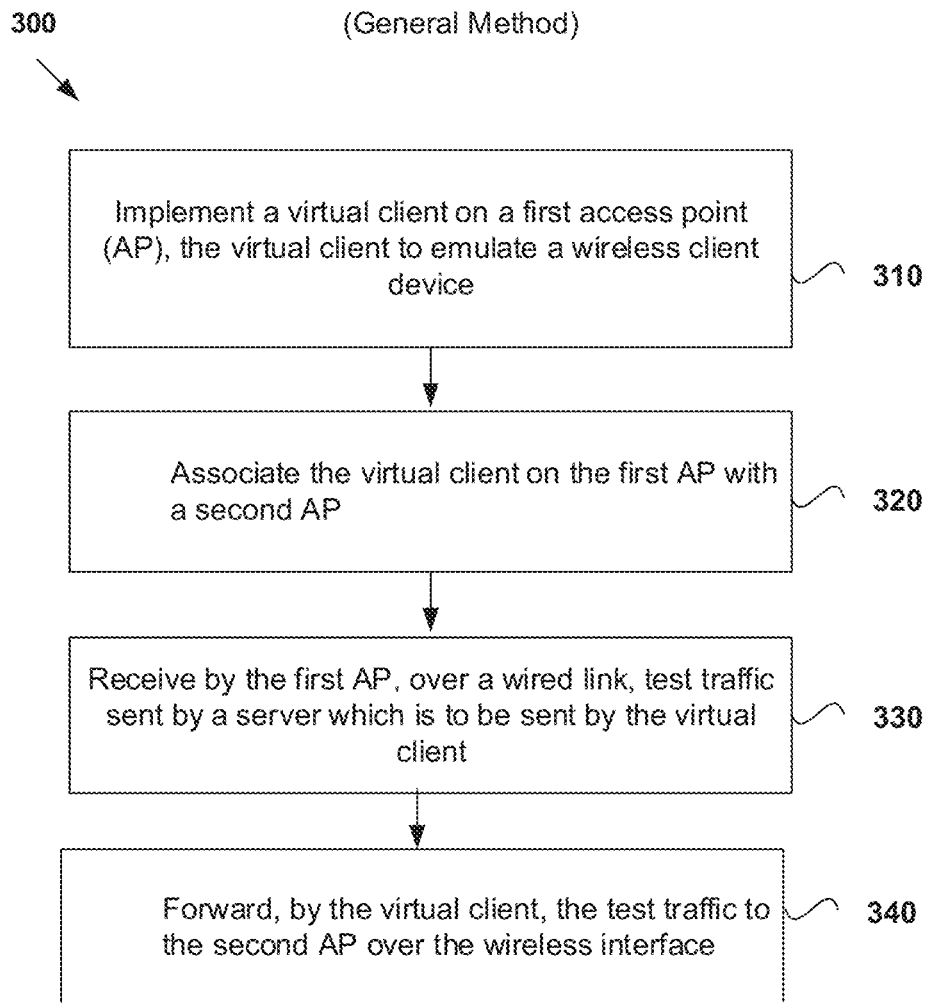 300
(General Method)
Implement a virtual client on a first access point
(AP), the virtual client to emulate a wireless client
device
310
Associate the virtual client on the first AP with
a second AP
320
Receive by the first AP, over a wired link, test traffic
sent by a server which is to be sent by the virtual
client
330
Forward, by the virtual client, the test traffic to
the second AP over the wireless interface
340